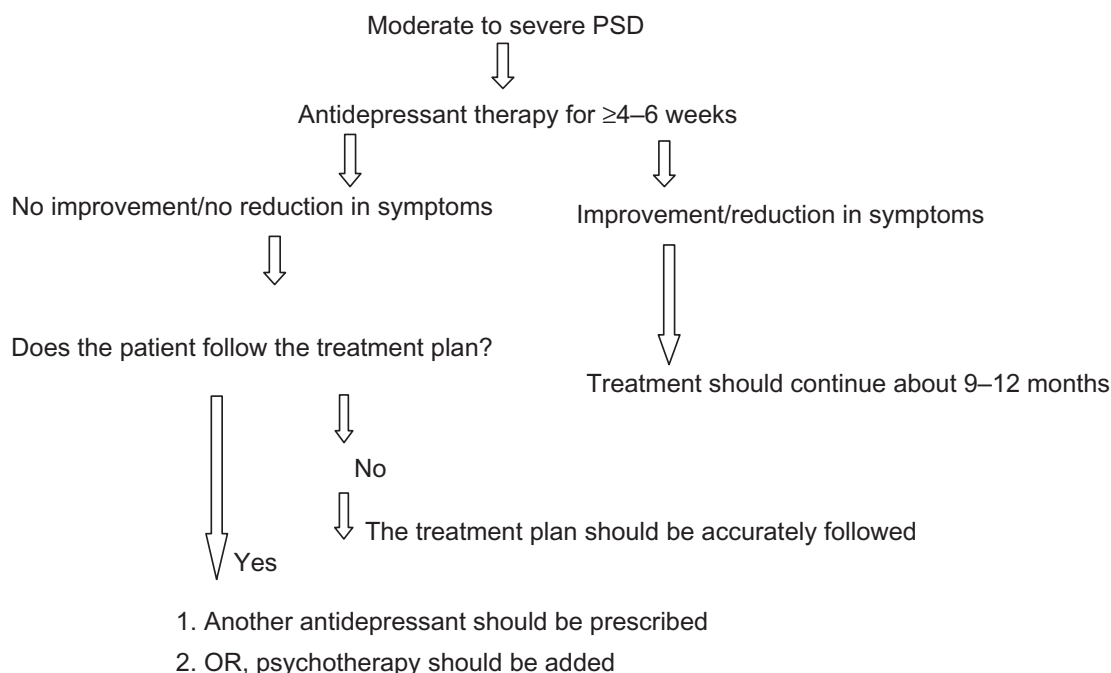 Moderate to severe PSD
Antidepressant therapy for ≥4–6 weeks
No improvement/no reduction in symptoms
Improvement/reduction in symptoms
Does the patient follow the treatment plan?
Treatment should continue about 9–12 months
No
The treatment plan should be accurately followed
Yes
1. Another antidepressant should be prescribed
2. OR, psychotherapy should be added